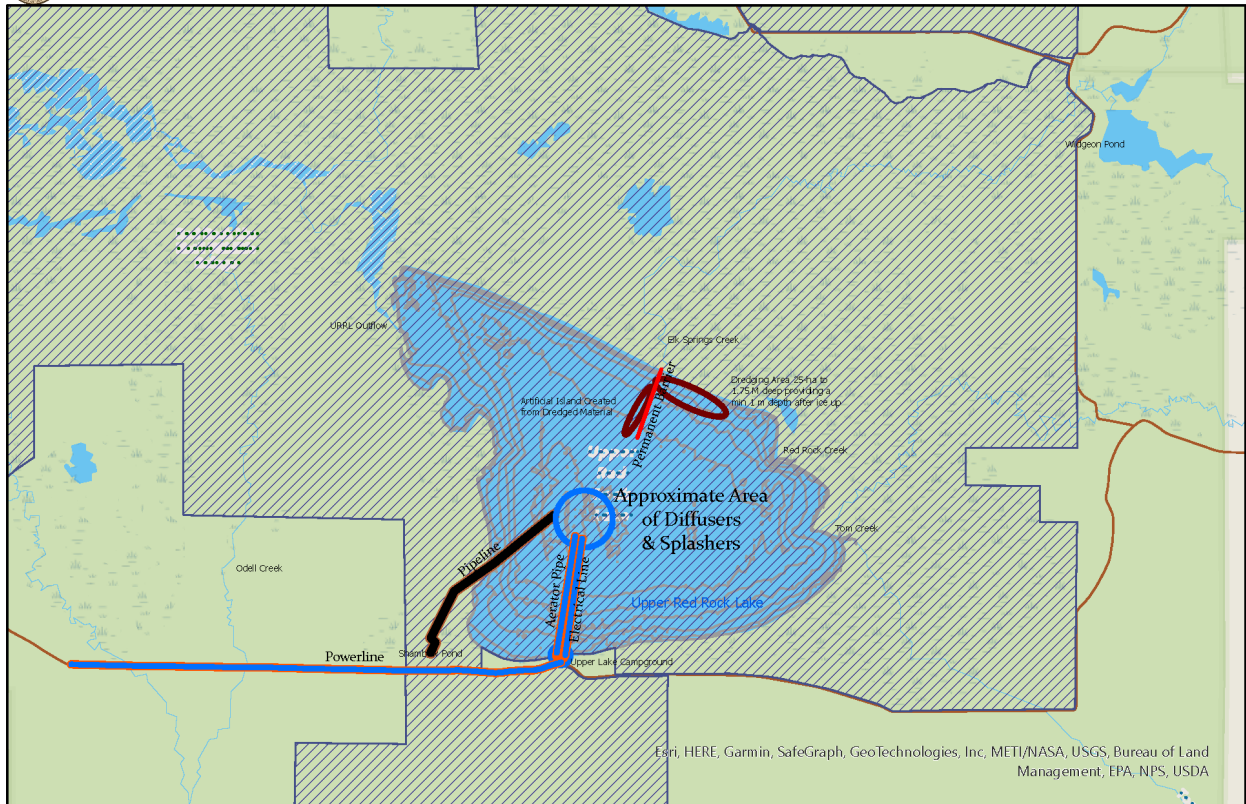 Widgeon Pond
URRL Outflow
Elk Springs Creek
Permanent Barrier
Dredging Area 25-ha to
1.75 M deep providing a
min 1 m depth after ice up
Artificial Island Created
from Dredged Material
Red Rock Creek
Approximate Area
of Diffusers
& Splashers
Tom Creek
Pipeline
Odell Creek
Aerator Pipe
Electrical Line
Upper Red Rock Lake
Shambow Pond
Powerline
Upper Lake Campground
Esri, HERE, Garmin, SafeGraph, GeoTechnologies, Inc, METI/NASA, USGS, Bureau of Land
Management, EPA, NPS, USDA